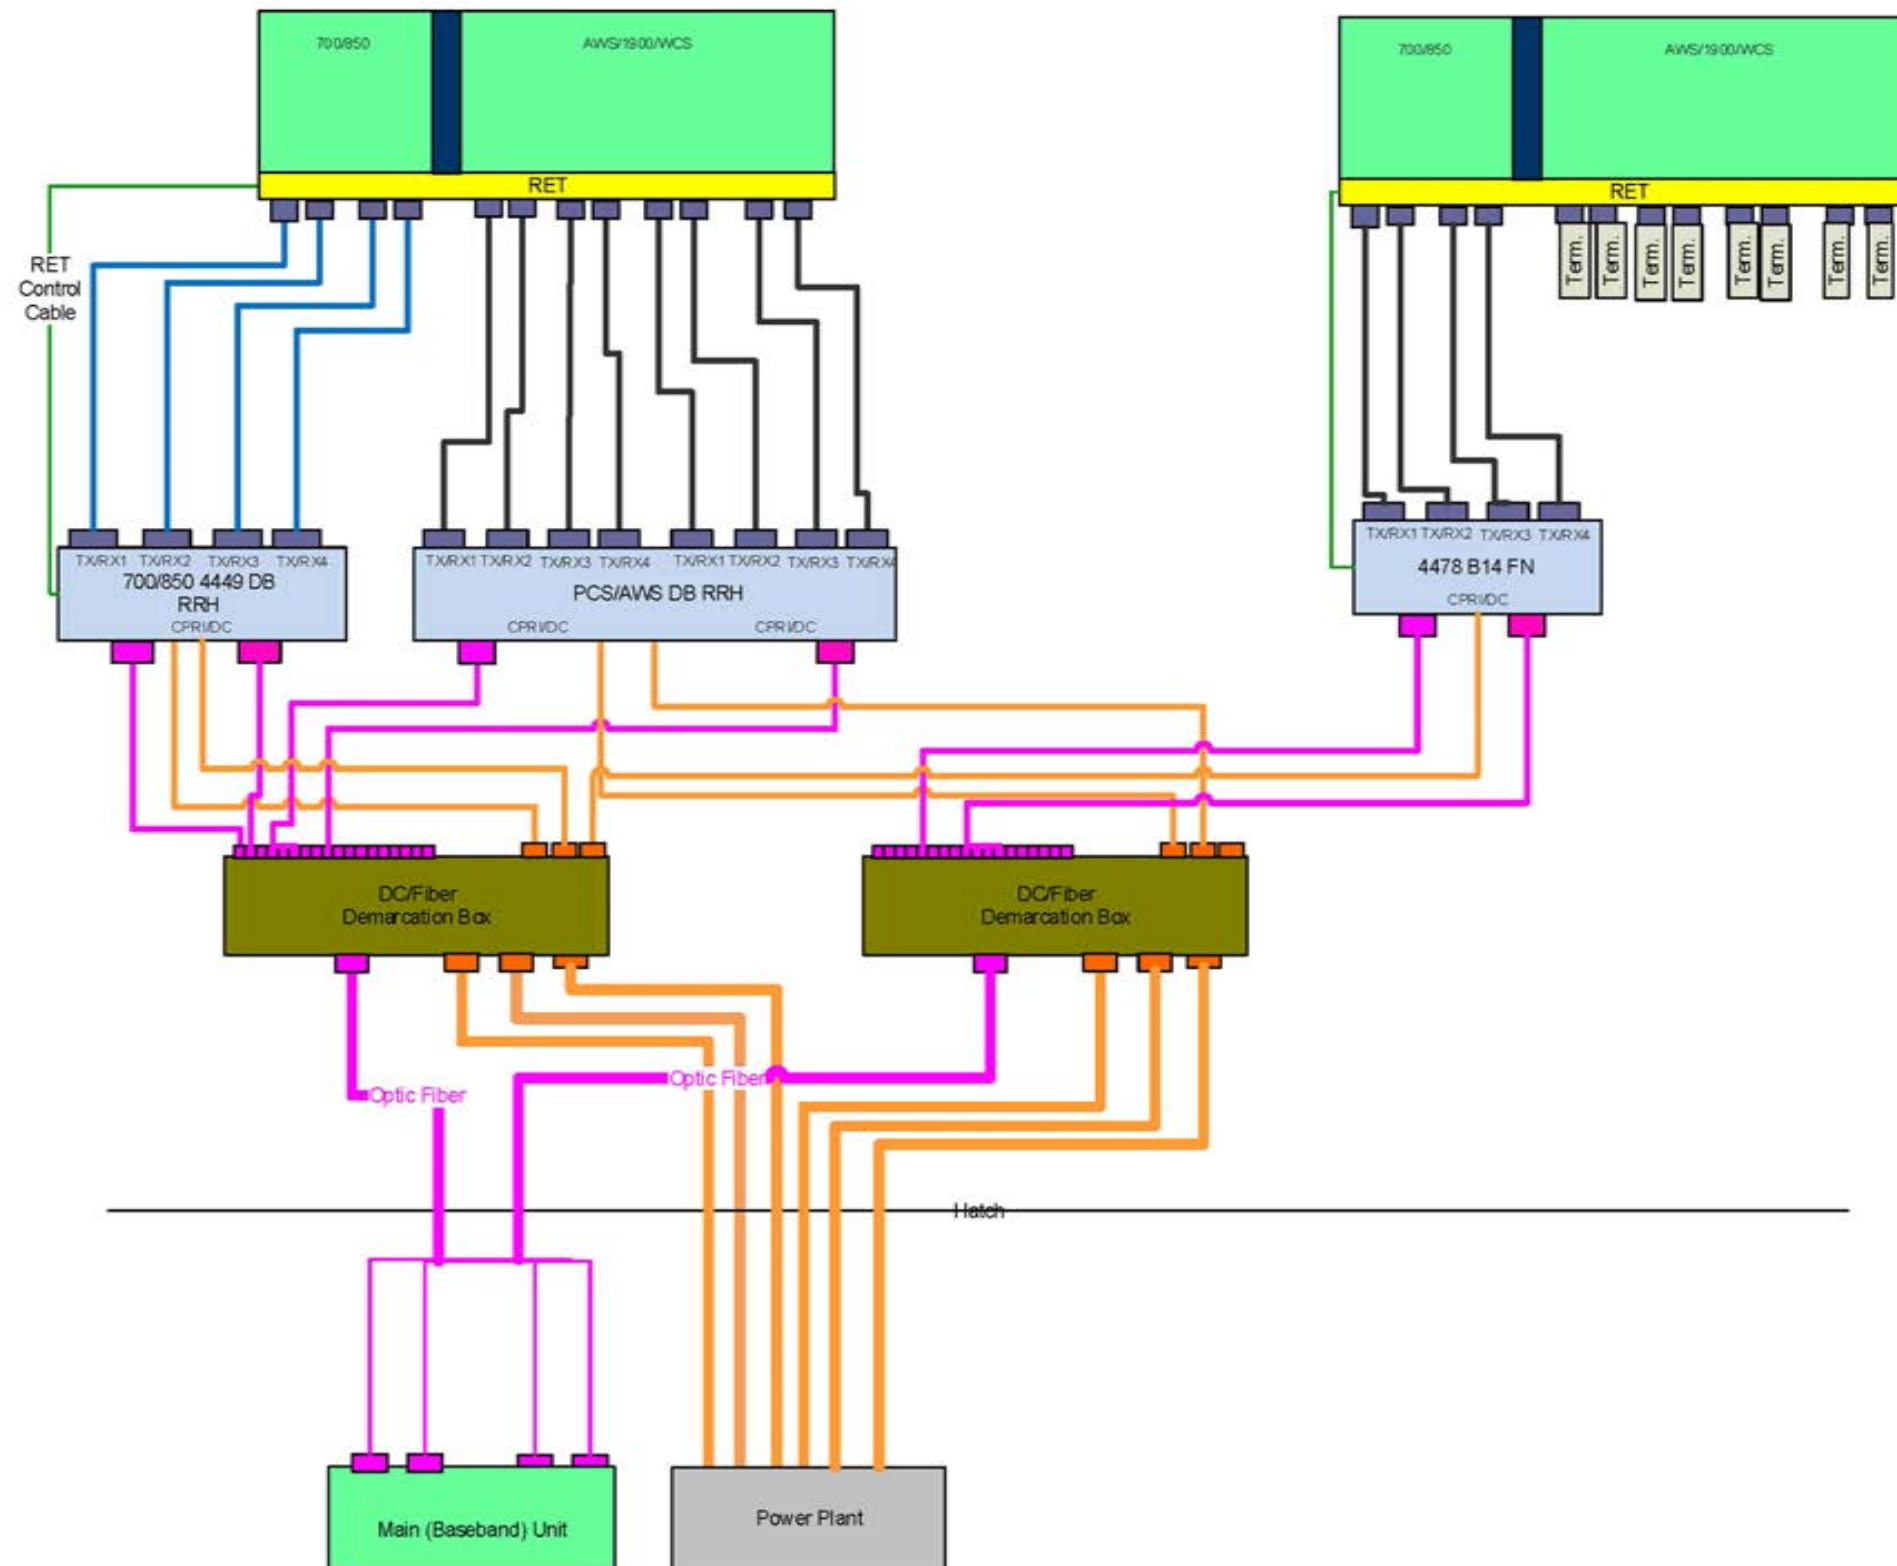 700/850
AWS/1900/WCS
700/850
AWS/1900/WCS
RET
RET
Term.
Term.
Term.
Term.
Term.
Term.
Term.
Term.
RET
Control
Cable
TX/RX1
TX/RX2
TX/RX3
TX/RX4
700/850 4449 DB
RRH
CPRI/DC
TX/RX1
TX/RX2
TX/RX3
TX/RX4
TX/RX1
TX/RX2
TX/RX3
TX/RX4
PCS/AWS DB RRH
CPRI/DC
CPRI/DC
TX/RX1
TX/RX2
TX/RX3
TX/RX4
4478 B14 FN
CPRI/DC
DC/Fiber
Demarcation Box
DC/Fiber
Demarcation Box
Optic Fiber
Optic Fiber
Hatch
Main (Baseband) Unit
Power Plant